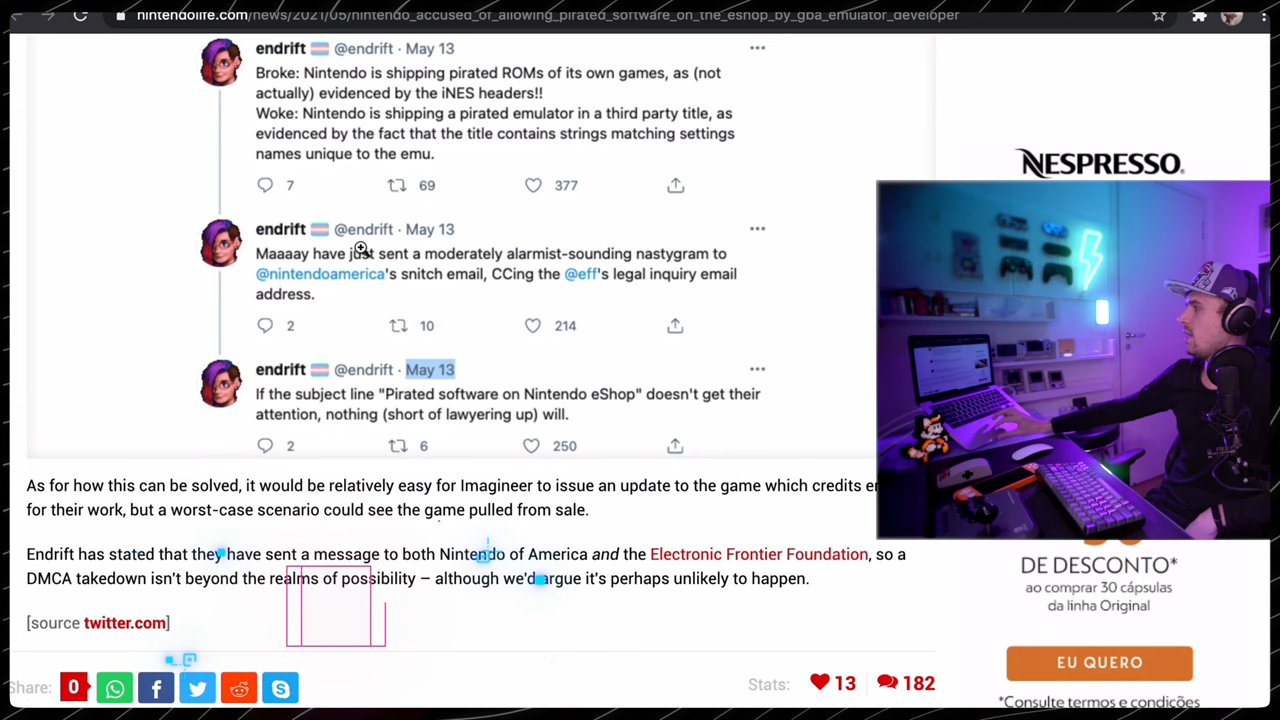 nintendolife.com/news/2021/05/nintendo_accused_of_allowing_pirated_software_on_the_eshop_by_gba_emulator_developer
endrift @endrift · May 13
Broke: Nintendo is shipping pirated ROMs of its own games, as (not
actually) evidenced by the iNES headers!!
Woke: Nintendo is shipping a pirated emulator in a third party title, as
evidenced by the fact that the title contains strings matching settings
names unique to the emu.
7 69 377
endrift @endrift · May 13
Maaaay have just sent a moderately alarmist-sounding nastygram to
@nintendoamerica's snitch email, CCing the @eff's legal inquiry email
address.
2 10 214
endrift @endrift · May 13
If the subject line "Pirated software on Nintendo eShop" doesn't get their
attention, nothing (short of lawyering up) will.
2 6 250
As for how this can be solved, it would be relatively easy for Imagineer to issue an update to the game which credits
for their work, but a worst-case scenario could see the game pulled from sale.
Endrift has stated that they have sent a message to both Nintendo of America and the Electronic Frontier Foundation, so a
DMCA takedown isn't beyond the realms of possibility – although we'd argue it's perhaps unlikely to happen.
[source twitter.com]
Share: 0
Stats: 13 182
NESPRESSO
DE DESCONTO*
ao comprar 30 cápsulas
da linha Original
EU QUERO
*Consulte termos e condições